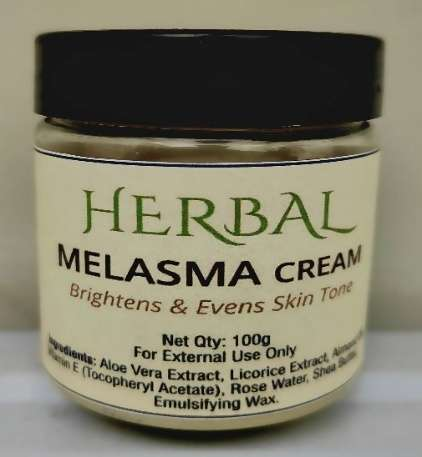 HERBAL
MELASMA CREAM
Brightens & Evens Skin Tone
Net Qty: 100g
For External Use Only
Ingredients: Aloe Vera Extract, Licorice Extract, Almond
Vitamin E (Tocopheryl Acetate), Rose Water, Shea Butter,
Emulsifying Wax.